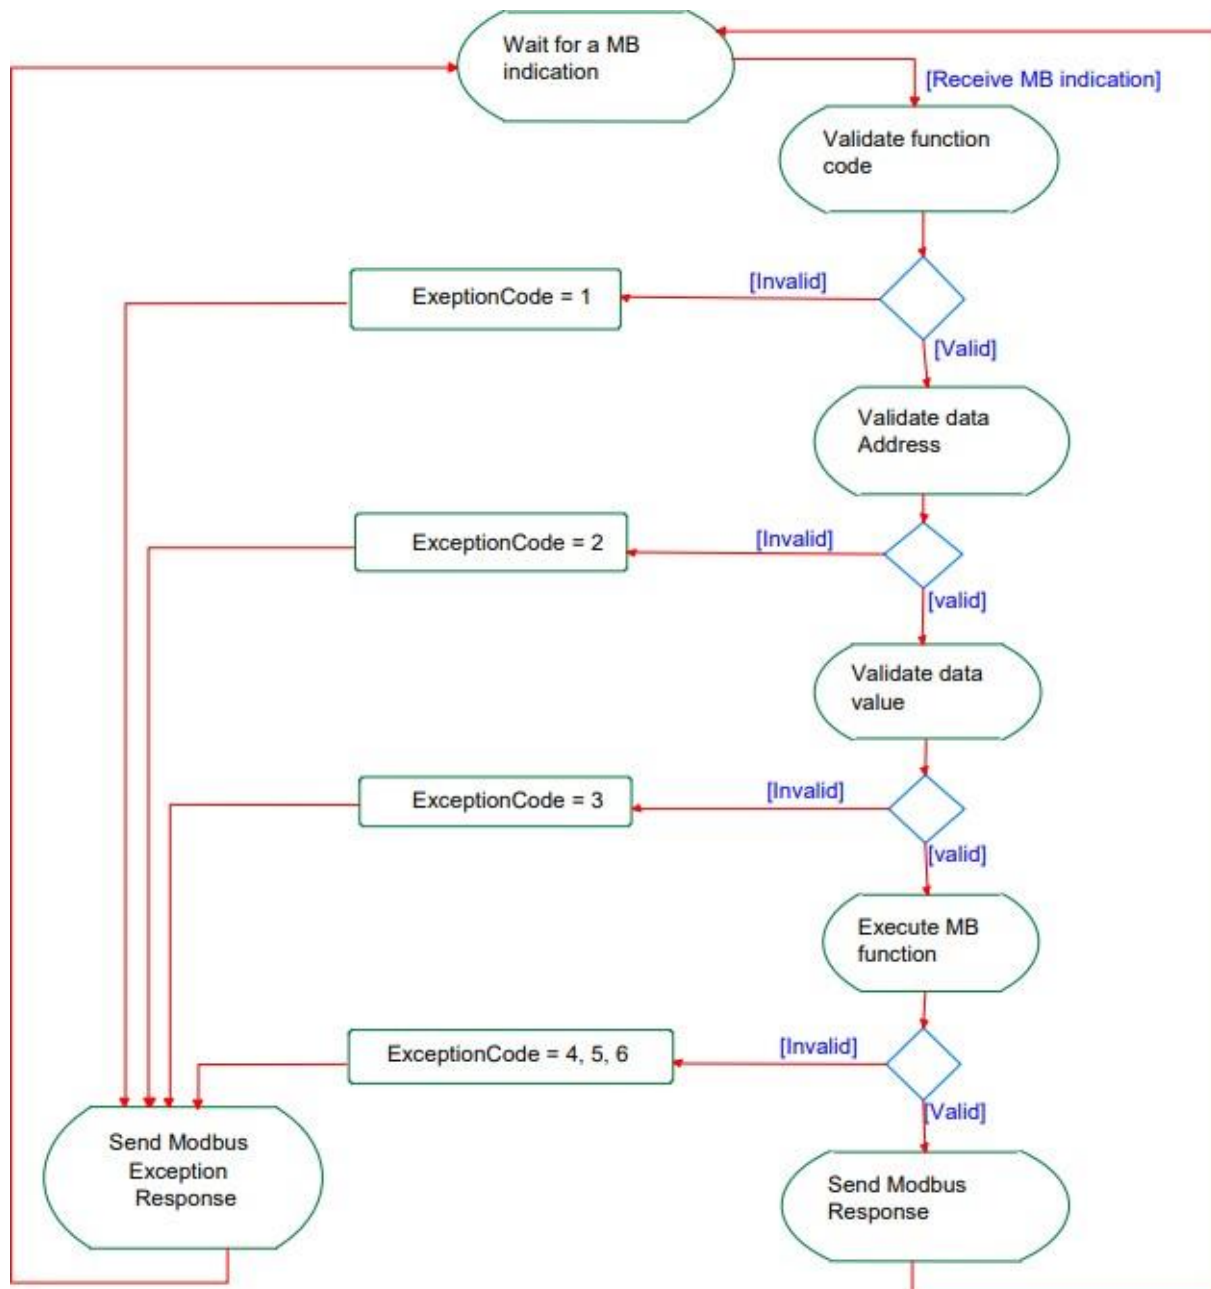 Wait for a MB
indication
[Receive MB indication]
Validate function
code
[Invalid]
ExeptionCode = 1
[Valid]
Validate data
Address
[Invalid]
ExceptionCode = 2
[valid]
Validate data
value
[Invalid]
ExceptionCode = 3
[valid]
Execute MB
function
[Invalid]
ExceptionCode = 4, 5, 6
[Valid]
Send Modbus
Exception
Response
Send Modbus
Response